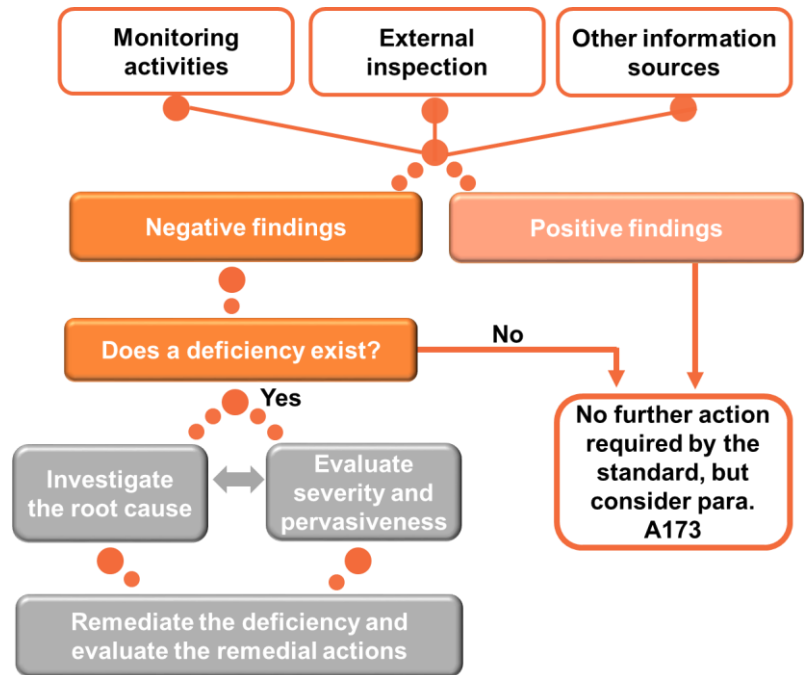 Monitoring
activities
External
inspection
Other information
sources
Negative findings
Positive findings
Does a deficiency exist?
No
Yes
No further action
required by the
standard, but
consider para.
A173
Investigate
the root cause
Evaluate
severity and
pervasiveness
Remediate the deficiency and
evaluate the remedial actions